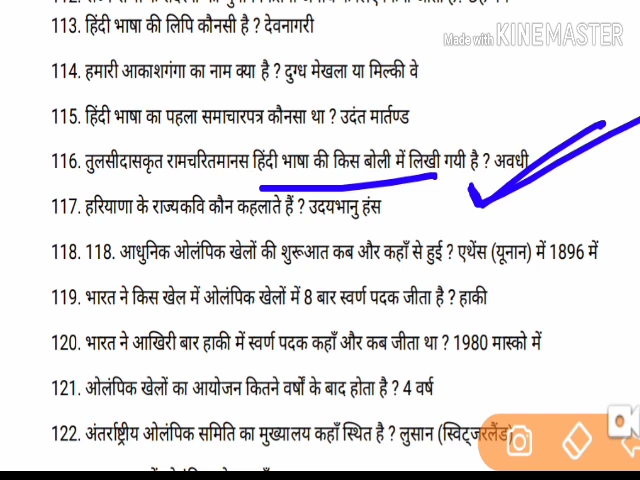 113. हिंदी भाषा की लिपि कौनसी है ? देवनागरी
Made with KINEMASTER
114. हमारी आकाशगंगा का नाम क्या है ? दुग्ध मेखला या मिल्की वे
115. हिंदी भाषा का पहला समाचारपत्र कौनसा था ? उदंत मार्तण्ड
116. तुलसीदासकृत रामचरितमानस हिंदी भाषा की किस बोली में लिखी गयी है ? अवधी
117. हरियाणा के राज्यकवि कौन कहलाते हैं ? उदयभानु हंस
118. 118. आधुनिक ओलंपिक खेलों की शुरूआत कब और कहाँ से हुई ? एथेंस (यूनान) में 1896 में
119. भारत ने किस खेल में ओलंपिक खेलों में 8 बार स्वर्ण पदक जीता है ? हाकी
120. भारत ने आखिरी बार हाकी में स्वर्ण पदक कहाँ और कब जीता था ? 1980 मास्को में
121. ओलंपिक खेलों का आयोजन कितने वर्षों के बाद होता है ? 4 वर्ष
122. अंतर्राष्ट्रीय ओलंपिक समिति का मुख्यालय कहाँ स्थित है ? लुसान (स्विट्जरलैंड)